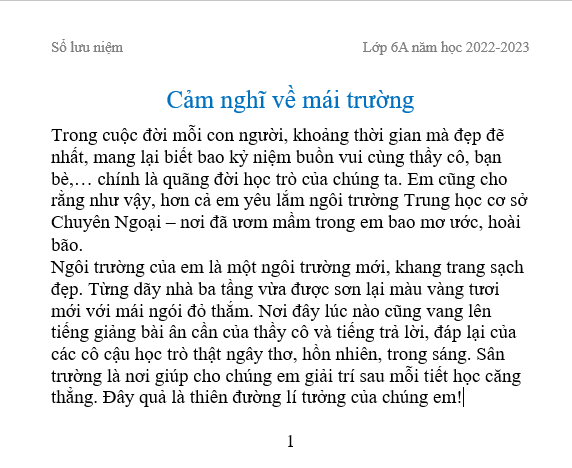 Sổ lưu niệm
Lớp 6A năm học 2022-2023
Cảm nghĩ về mái trường
Trong cuộc đời mỗi con người, khoảng thời gian mà đẹp đẽ
nhất, mang lại biết bao kỷ niệm buồn vui cùng thầy cô, bạn
bè,… chính là quãng đời học trò của chúng ta. Em cũng cho
rằng như vậy, hơn cả em yêu lắm ngôi trường Trung học cơ sở
Chuyên Ngoại – nơi đã ươm mầm trong em bao mơ ước, hoài
bão.
Ngôi trường của em là một ngôi trường mới, khang trang sạch
đẹp. Từng dãy nhà ba tầng vừa được sơn lại màu vàng tươi
mới với mái ngói đỏ thắm. Nơi đây lúc nào cũng vang lên
tiếng giảng bài ân cần của thầy cô và tiếng trả lời, đáp lại của
các cô cậu học trò thật ngây thơ, hồn nhiên, trong sáng. Sân
trường là nơi giúp cho chúng em giải trí sau mỗi tiết học căng
thẳng. Đây quả là thiên đường lí tưởng của chúng em!
1